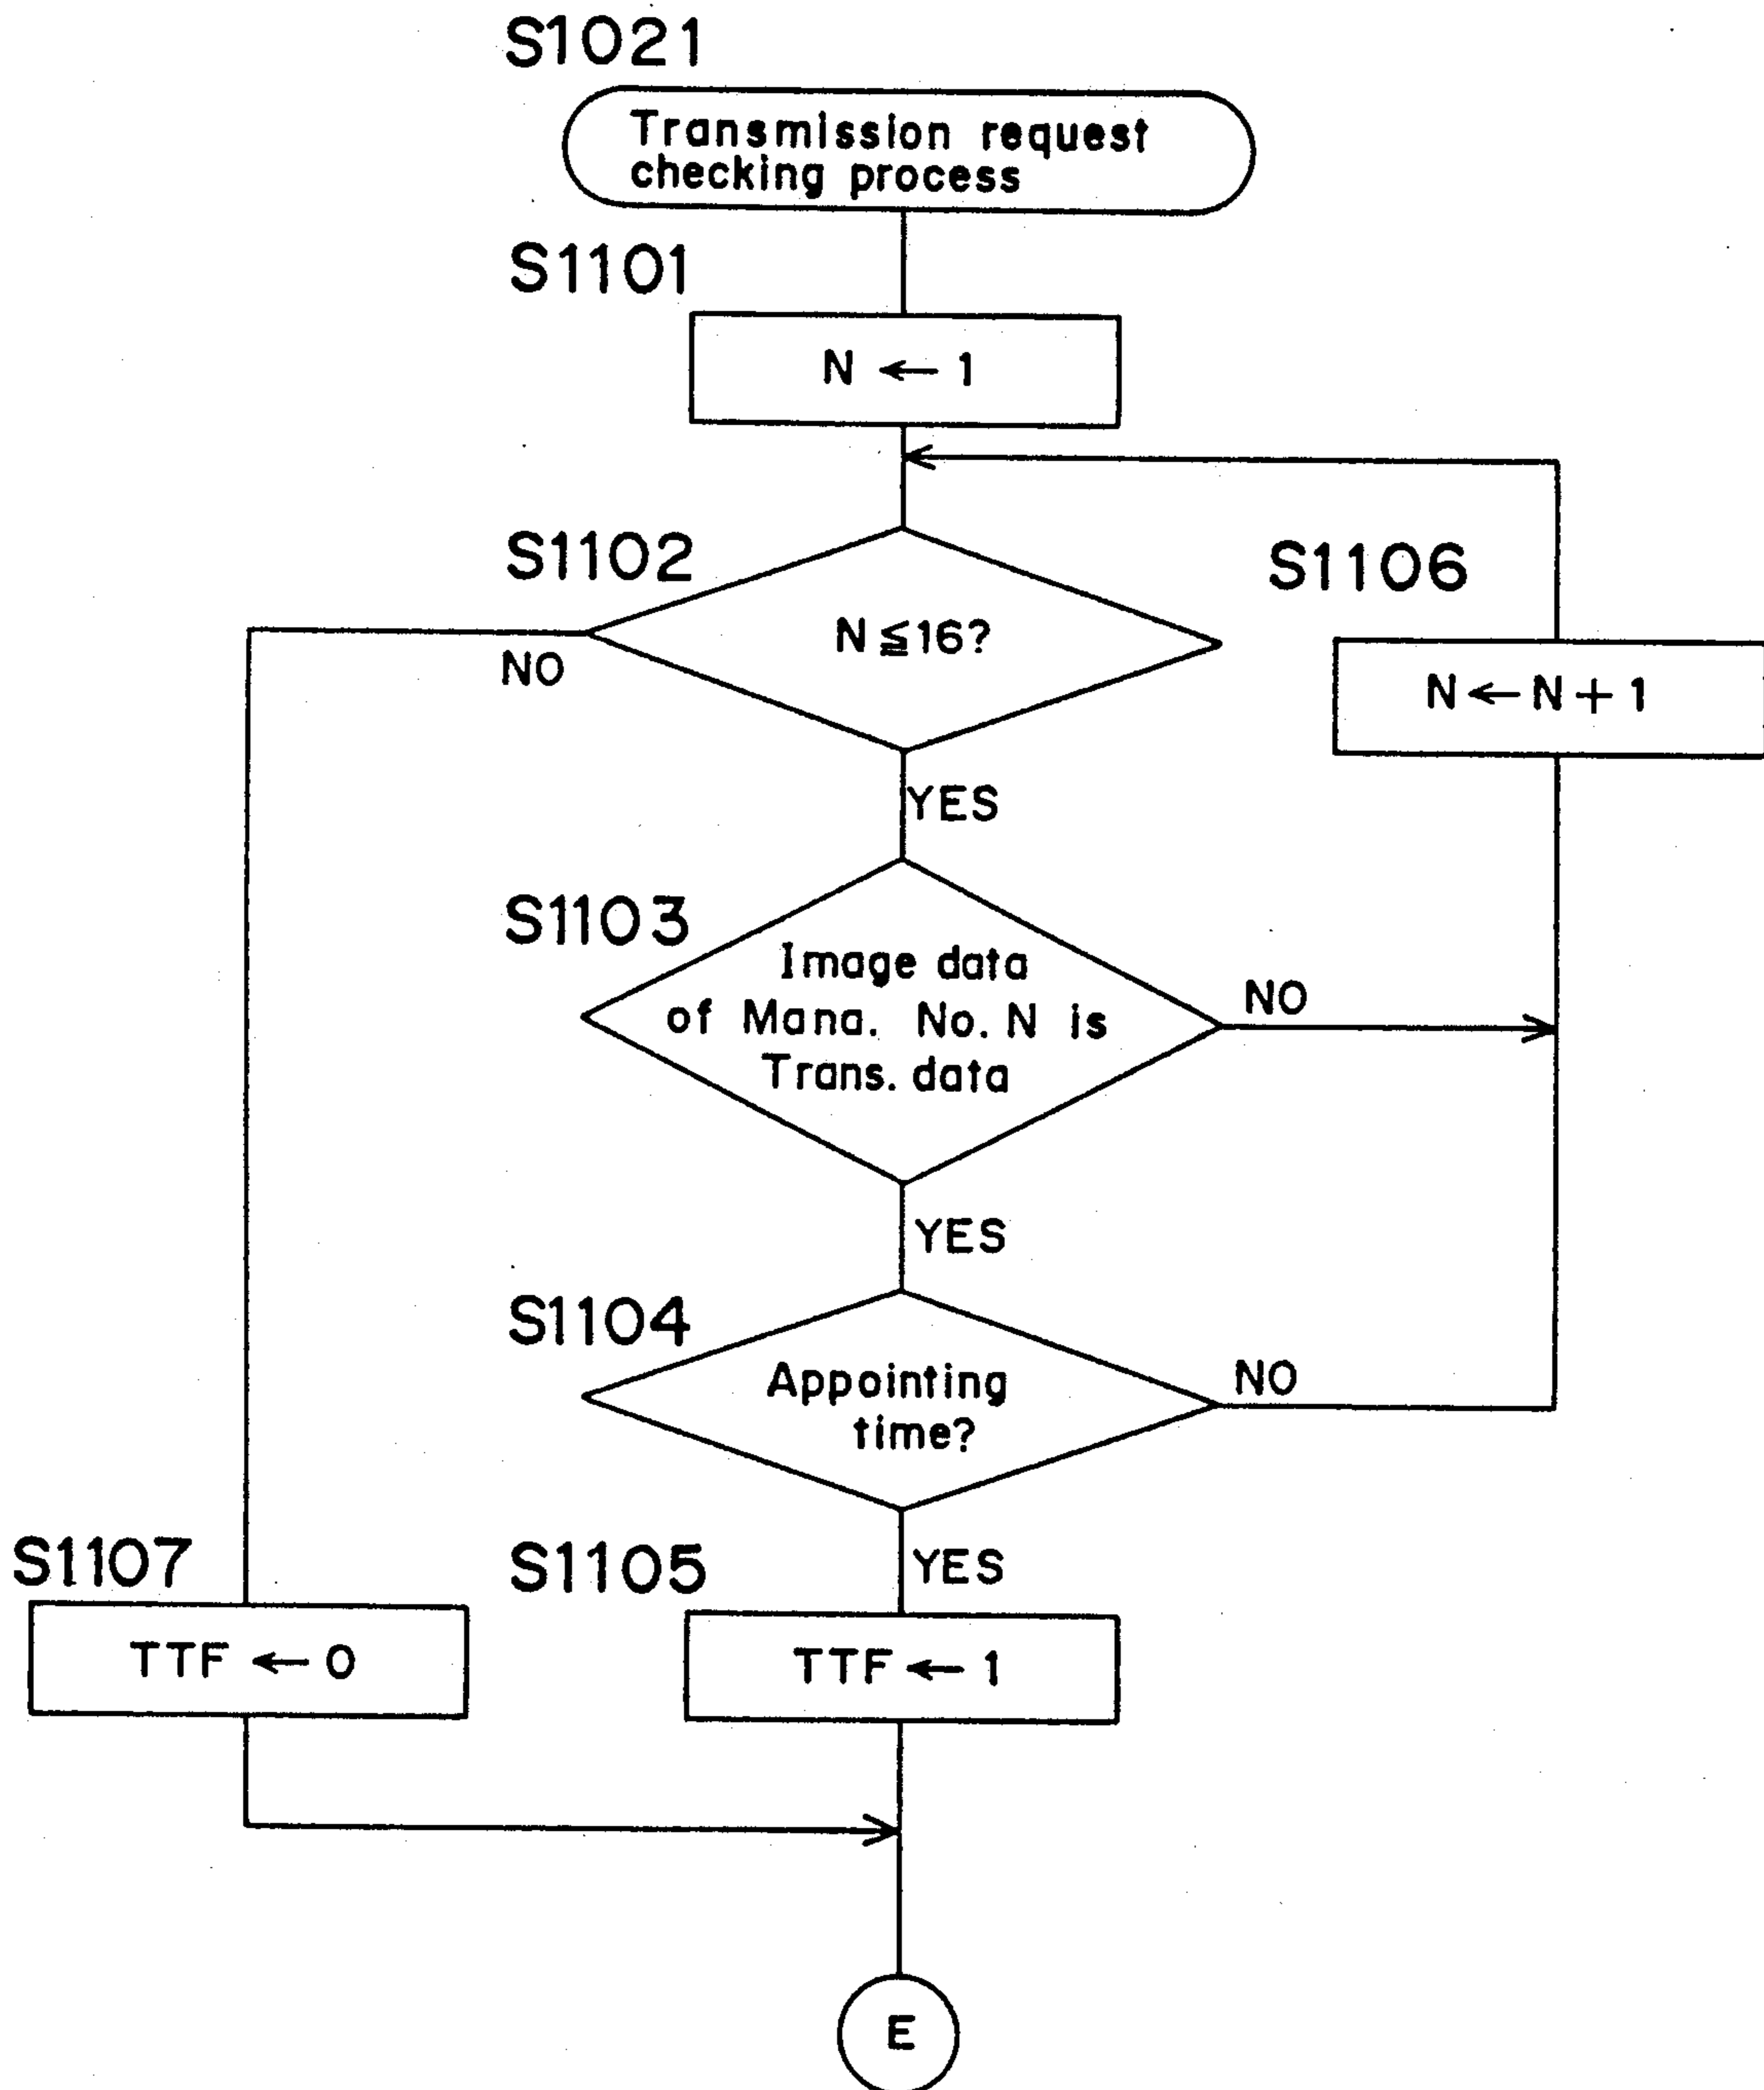 S1021
Transmission request
checking process
S1101
N ← 1
S1102
N ≦ 16?
NO
YES
S1106
N ← N + 1
S1103
Image data
of Mana. No. N is
Trans. data
NO
YES
S1104
Appointing
time?
NO
YES
S1107
TTF ← 0
S1105
TTF ← 1
E